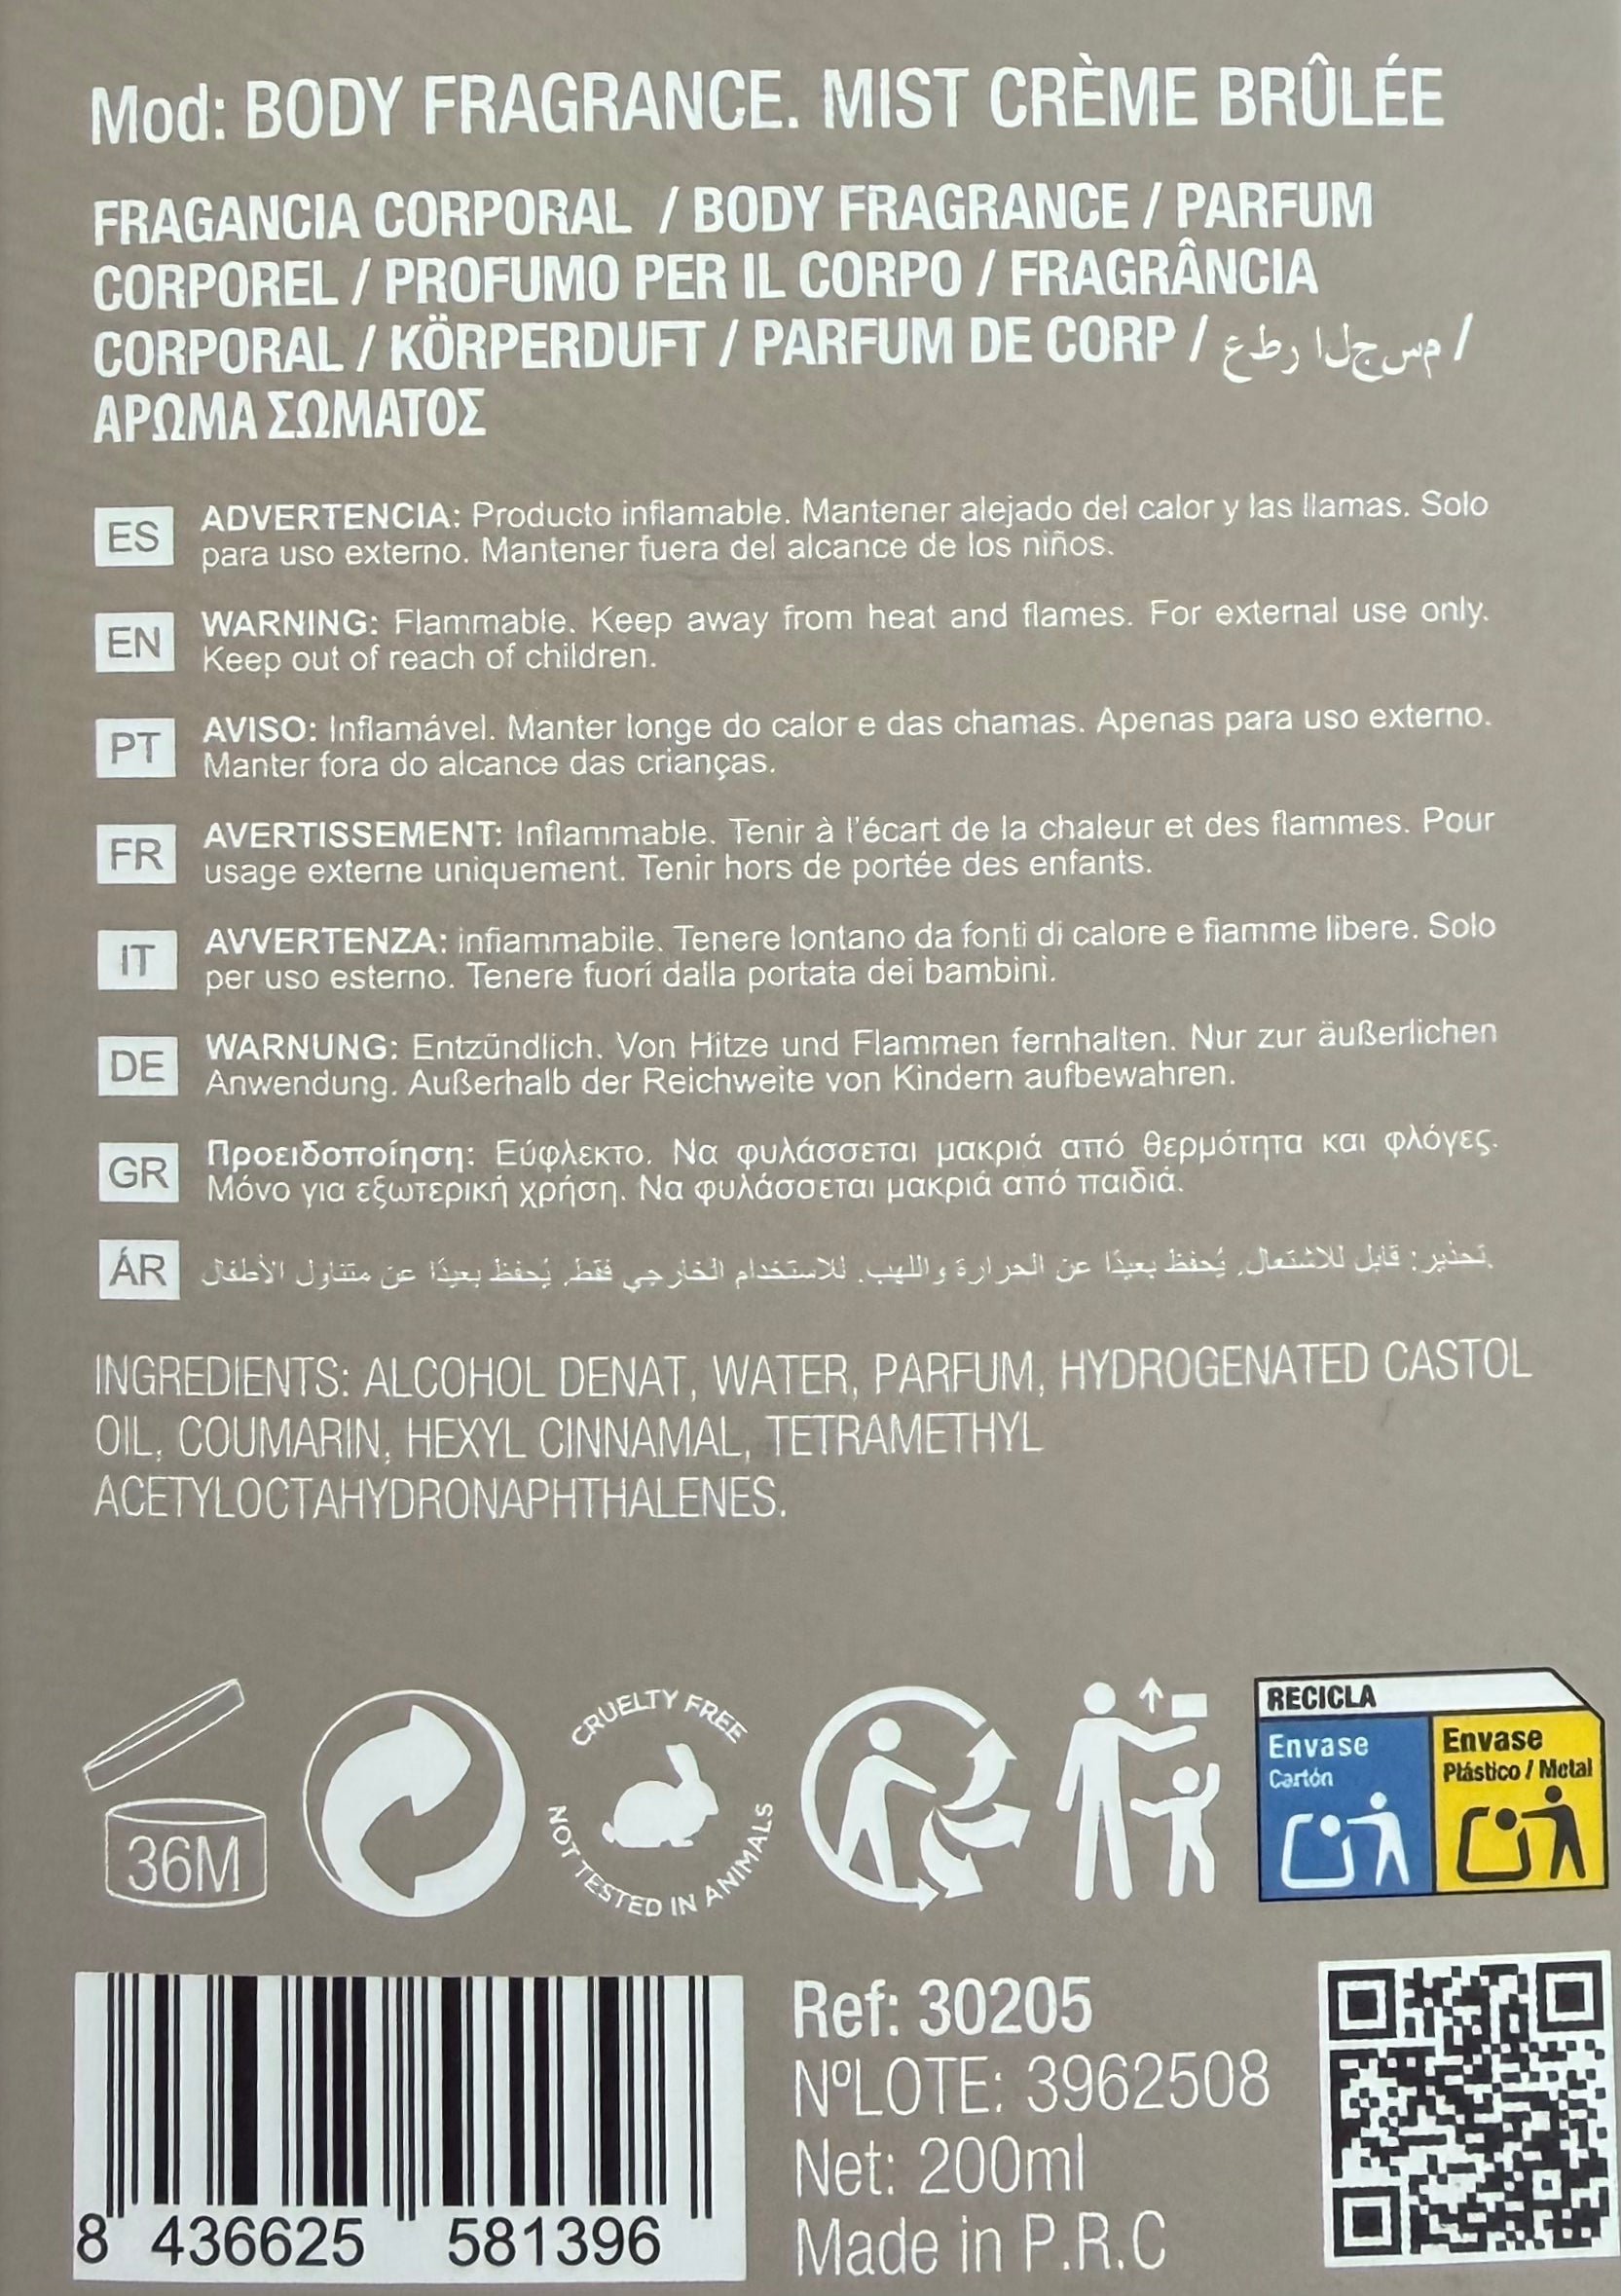 Mod: BODY FRAGRANCE. MIST CRÈME BRÛLÉE
FRAGANCIA CORPORAL / BODY FRAGRANCE / PARFUM
CORPOREL / PROFUMO PER IL CORPO / FRAGRÂNCIA
CORPORAL / KÖRPERDUFT / PARFUM DE CORP / عطر الجسم /
ΑΡΩΜΑ ΣΩΜΑΤΟΣ
ES ADVERTENCIA: Producto inflamable. Mantener alejado del calor y las llamas. Solo
para uso externo. Mantener fuera del alcance de los niños.
EN WARNING: Flammable. Keep away from heat and flames. For external use only.
Keep out of reach of children.
PT AVISO: Inflamável. Manter longe do calor e das chamas. Apenas para uso externo.
Manter fora do alcance das crianças.
FR AVERTISSEMENT: Inflammable. Tenir à l'écart de la chaleur et des flammes. Pour
usage externe uniquement. Tenir hors de portée des enfants.
IT AVVERTENZA: infiammabile. Tenere lontano da fonti di calore e fiamme libere. Solo
per uso esterno. Tenere fuori dalla portata dei bambini.
DE WARNUNG: Entzündlich. Von Hitze und Flammen fernhalten. Nur zur äußerlichen
Anwendung. Außerhalb der Reichweite von Kindern aufbewahren.
GR Προειδοποίηση: Εύφλεκτο. Να φυλάσσεται μακριά από θερμότητα και φλόγες.
Μόνο για εξωτερική χρήση. Να φυλάσσεται μακριά από παιδιά.
ÁR تحذير: قابل للاشتعال. يُحفظ بعيدًا عن الحرارة واللهب. للاستخدام الخارجي فقط. يُحفظ بعيدًا عن متناول الأطفال.
INGREDIENTS: ALCOHOL DENAT, WATER, PARFUM, HYDROGENATED CASTOL
OIL, COUMARIN, HEXYL CINNAMAL, TETRAMETHYL
ACETYLOCTAHYDRONAPHTHALENES.
36M
CRUELTY FREE
NOT TESTED IN ANIMALS
RECICLA
Envase
Cartón
Envase
Plástico / Metal
8 436625 581396
Ref: 30205
NºLOTE: 3962508
Net: 200ml
Made in P.R.C